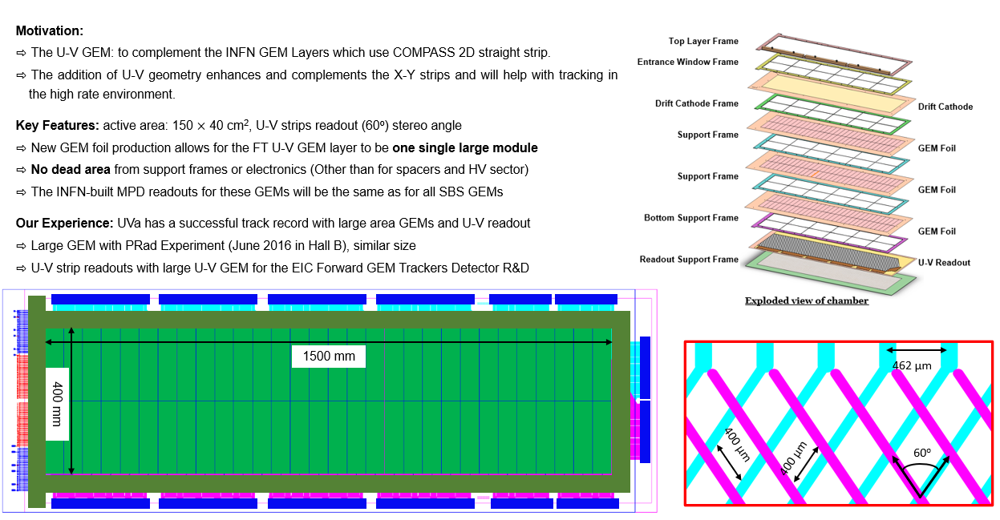 Motivation:
⇨ The U-V GEM: to complement the INFN GEM Layers which use COMPASS 2D straight strip.
⇨ The addition of U-V geometry enhances and complements the X-Y strips and will help with tracking in
the high rate environment.
Key Features: active area: 150 × 40 cm², U-V strips readout (60º) stereo angle
⇨ New GEM foil production allows for the FT U-V GEM layer to be one single large module
⇨ No dead area from support frames or electronics (Other than for spacers and HV sector)
⇨ The INFN-built MPD readouts for these GEMs will be the same as for all SBS GEMs
Our Experience: UVa has a successful track record with large area GEMs and U-V readout
⇨ Large GEM with PRad Experiment (June 2016 in Hall B), similar size
⇨ U-V strip readouts with large U-V GEM for the EIC Forward GEM Trackers Detector R&D
Top Layer Frame
Entrance Window Frame
Drift Cathode Frame
Drift Cathode
Support Frame
GEM Foil
Support Frame
GEM Foil
Bottom Support Frame
GEM Foil
Readout Support Frame
U-V Readout
Exploded view of chamber
1500 mm
400 mm
462 µm
400 µm
400 µm
60º